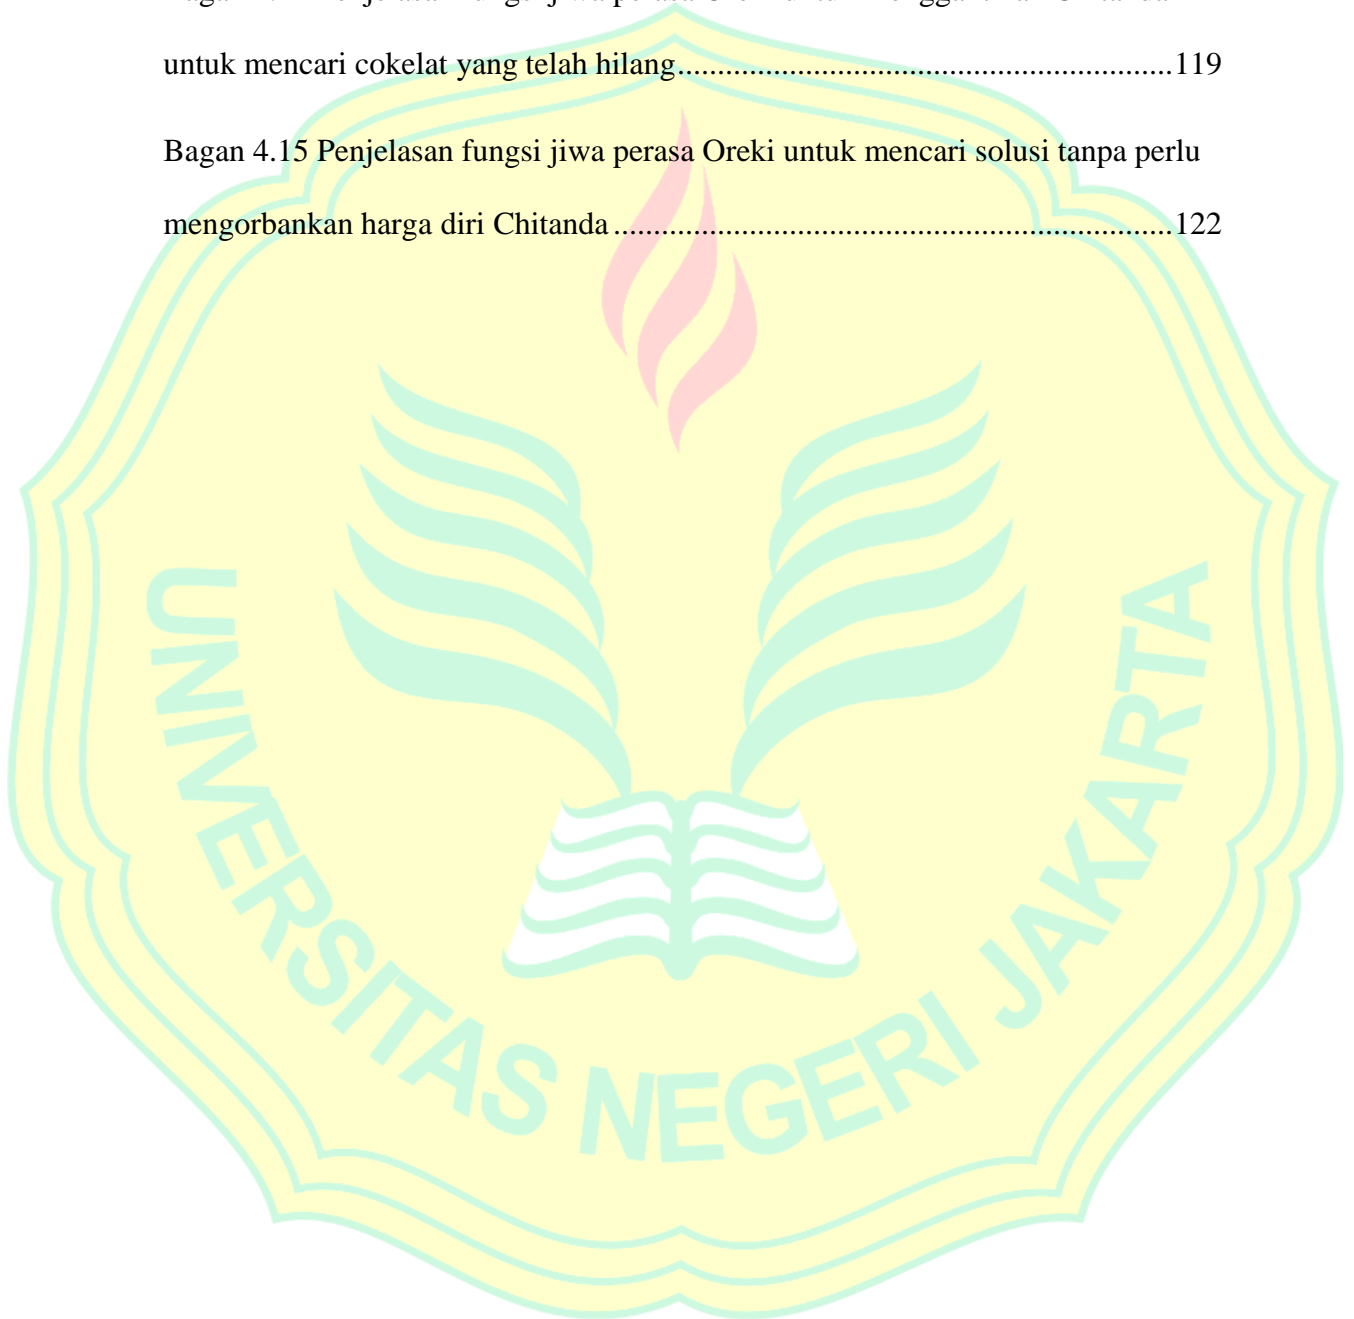 untuk mencari cokelat yang telah hilang..............................................................119
Bagan 4.15 Penjelasan fungsi jiwa perasa Oreki untuk mencari solusi tanpa perlu
mengorbankan harga diri Chitanda......................................................................122
UNIVERSITAS NEGERI JAKARTA